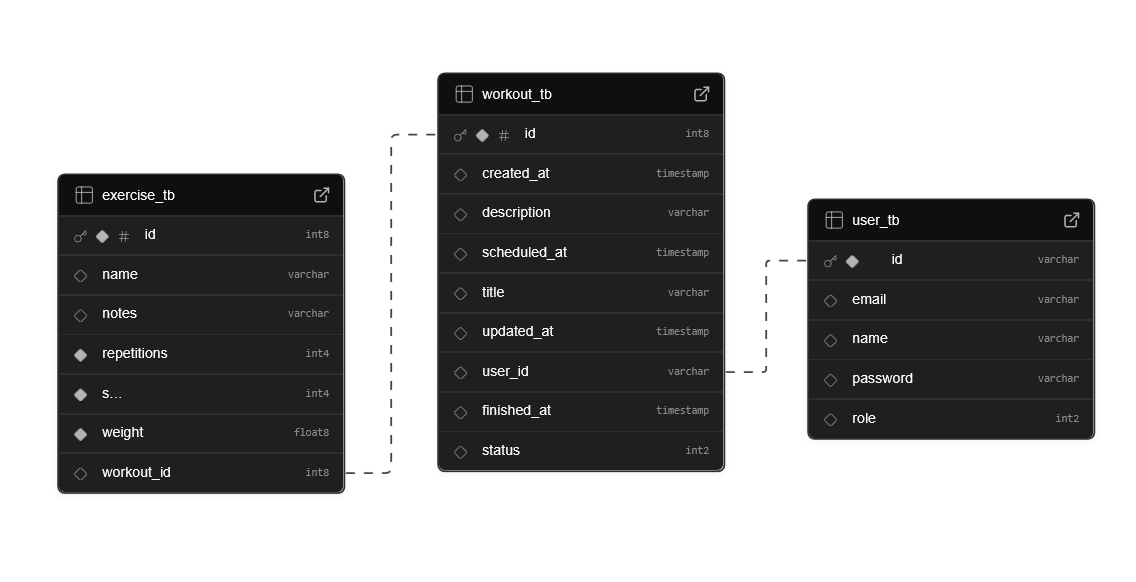 exercise_tb
id int8
name varchar
notes varchar
repetitions int4
s... int4
weight float8
workout_id int8
workout_tb
# id int8
created_at timestamp
description varchar
scheduled_at timestamp
title varchar
updated_at timestamp
user_id varchar
finished_at timestamp
status int2
user_tb
id varchar
email varchar
name varchar
password varchar
role int2